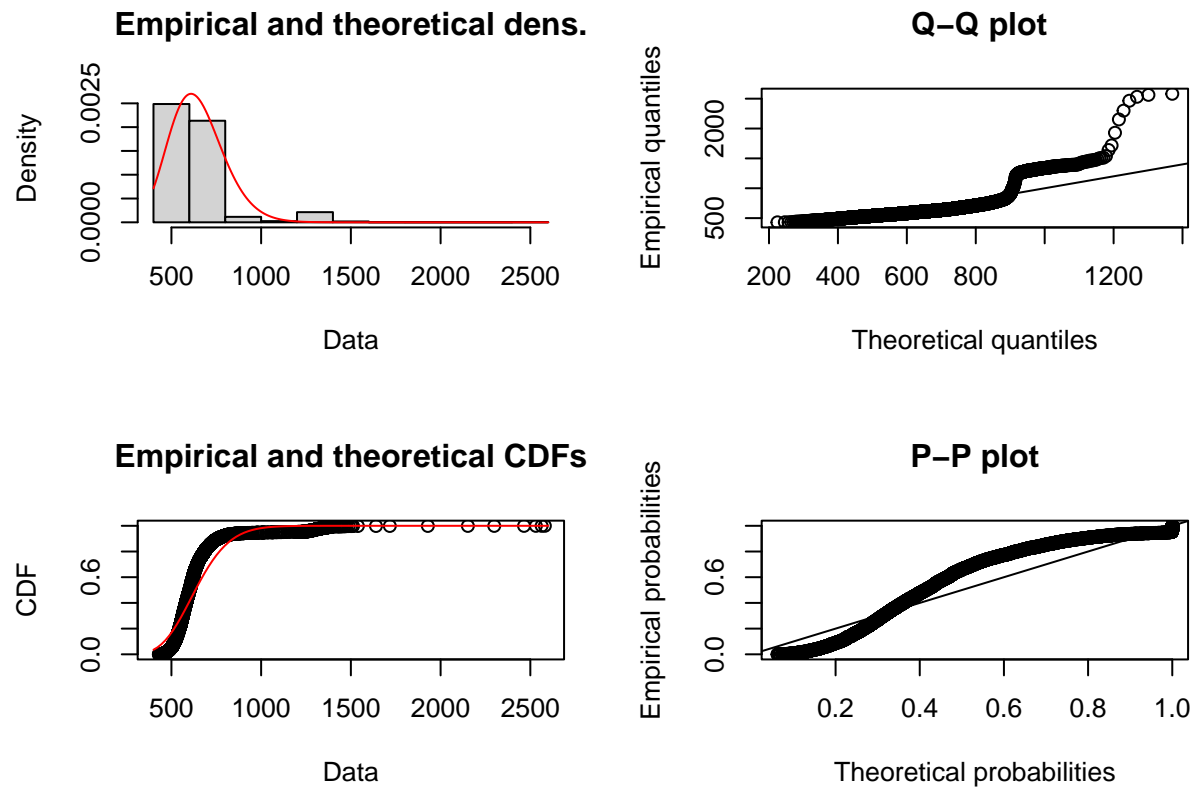 Empirical and theoretical dens.
Density
0.0000
0.0025
500
1000
1500
2000
2500
Data
Q−Q plot
Empirical quantiles
500
2000
200
400
600
800
1200
Theoretical quantiles
Empirical and theoretical CDFs
CDF
0.0
0.6
500
1000
1500
2000
2500
Data
P−P plot
Empirical probabilities
0.0
0.6
0.2
0.4
0.6
0.8
1.0
Theoretical probabilities